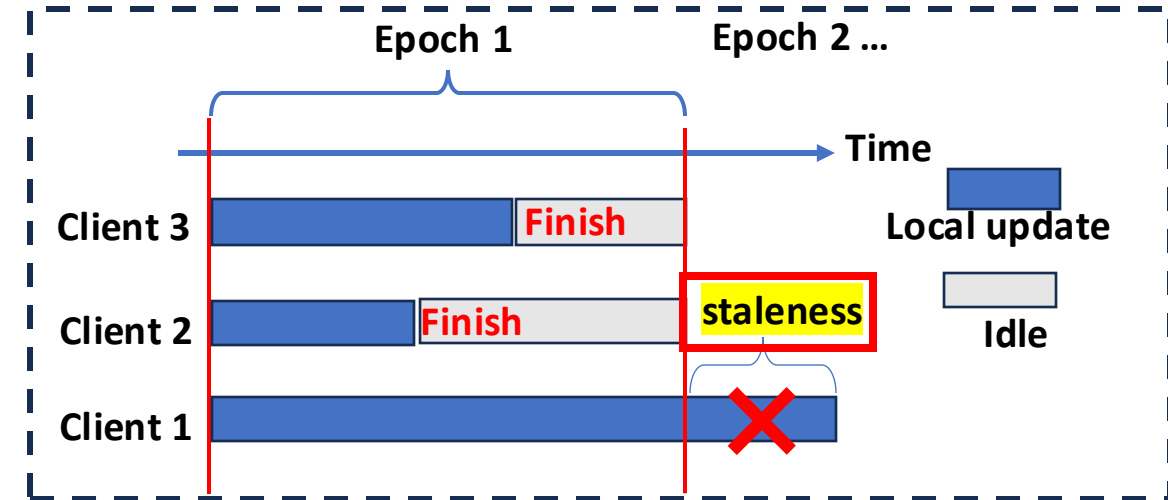 Epoch 1
Epoch 2 ...
Time
Client 3
Finish
Local update
Client 2
Finish
staleness
Idle
Client 1